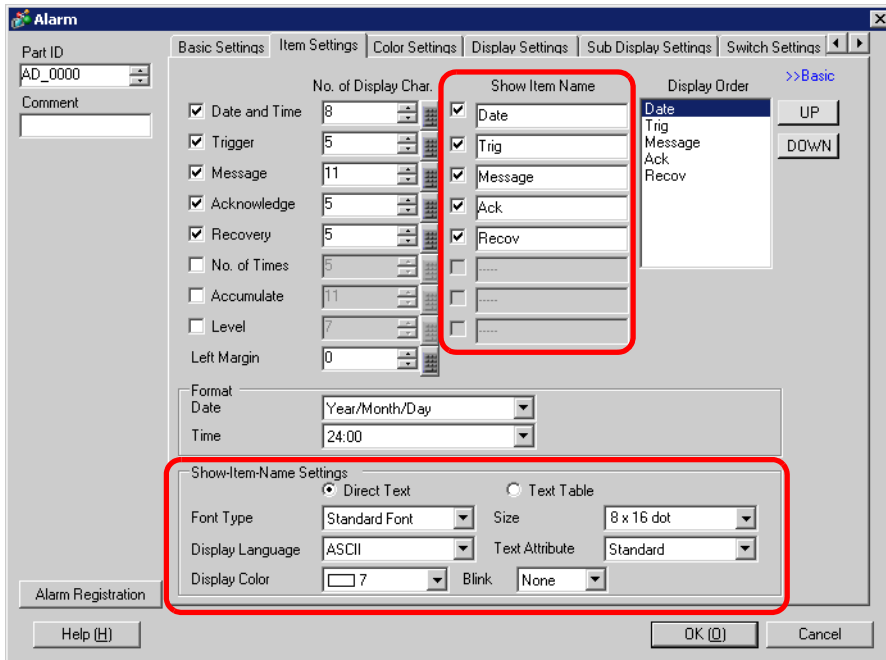 Alarm
Part ID
AD_0000
Comment
Basic Settings Item Settings Color Settings Display Settings Sub Display Settings Switch Settings
No. of Display Char. Show Item Name Display Order >>Basic
Date and Time 8 Date
Trigger 5 Trig
Message 11 Message
Acknowledge 5 Ack
Recovery 5 Recov
No. of Times 5 -----
Accumulate 11 -----
Level 7 -----
Left Margin 0
Date
Trig
Message
Ack
Recov
UP
DOWN
Format
Date Year/Month/Day
Time 24:00
Show-Item-Name Settings
Direct Text Text Table
Font Type Standard Font Size 8 x 16 dot
Display Language ASCII Text Attribute Standard
Display Color 7 Blink None
Alarm Registration
Help (H) OK (O) Cancel